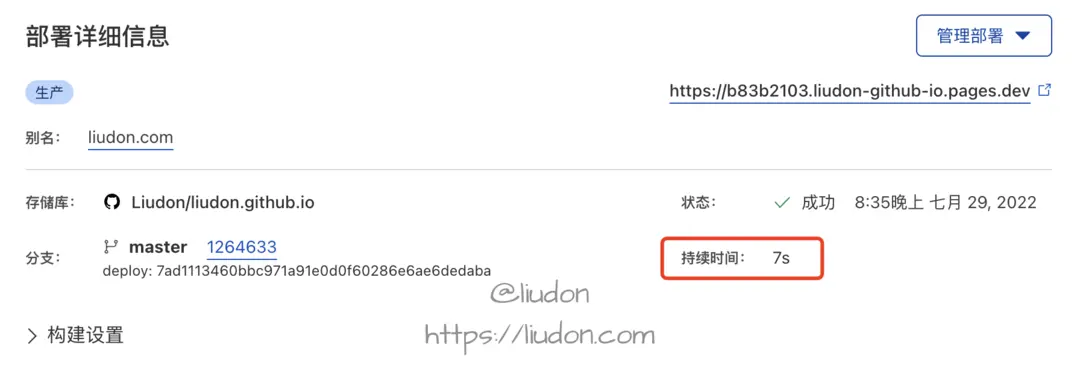 部署详细信息
管理部署
生产
https://b83b2103.liudon-github-io.pages.dev
别名： liudon.com
存储库： Liudon/liudon.github.io
状态： 成功 8:35晚上 七月 29, 2022
分支： master 1264633
deploy: 7ad1113460bbc971a91e0d0f60286e6ae6dedaba
持续时间： 7s
@liudon
https://liudon.com
构建设置